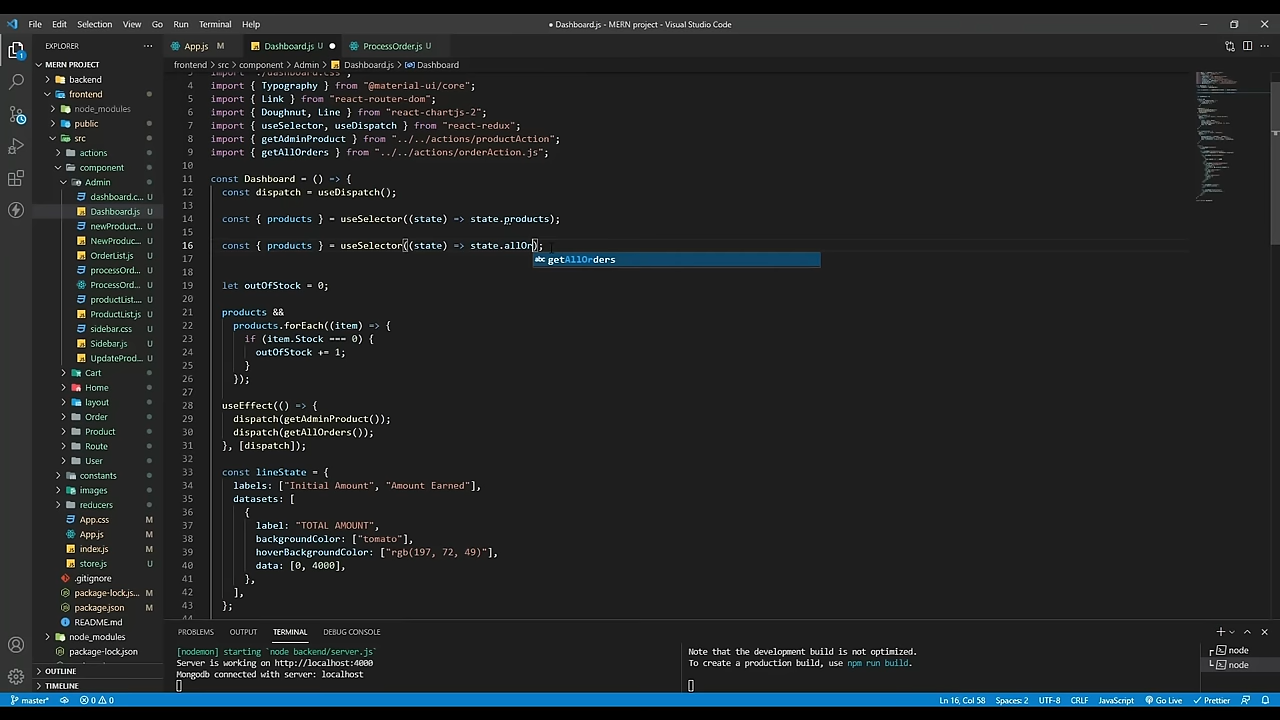 File Edit Selection View Go Run Terminal Help
● Dashboard.js - MERN project - Visual Studio Code
EXPLORER
App.js M
Dashboard.js U
ProcessOrder.js U
MERN PROJECT
frontend > src > component > Admin > Dashboard.js > Dashboard
backend
frontend
node_modules
public
src
actions
component
Admin
dashboard.c... U
Dashboard.js U
newProduct... U
NewProduc... U
OrderList.js U
processOrd... U
ProcessOrd... U
productList.... U
ProductList.js U
sidebar.css U
Sidebar.js U
UpdateProd... U
Cart
Home
layout
Order
Product
Route
User
constants
images
reducers
App.css M
App.js M
index.js M
store.js U
.gitignore
package-lock.js... M
package.json M
README.md
node_modules
package-lock.json
OUTLINE
TIMELINE
3 import "./dashboard.css";
4 import { Typography } from "@material-ui/core";
5 import { Link } from "react-router-dom";
6 import { Doughnut, Line } from "react-chartjs-2";
7 import { useSelector, useDispatch } from "react-redux";
8 import { getAdminProduct } from "../../actions/productAction";
9 import { getAllOrders } from "../../actions/orderAction.js";
10
11 const Dashboard = () => {
12 const dispatch = useDispatch();
13
14 const { products } = useSelector((state) => state.products);
15
16 const { products } = useSelector((state) => state.allOr);
getAllOrders
17
18
19 let outOfStock = 0;
20
21 products &&
22 products.forEach((item) => {
23 if (item.Stock === 0) {
24 outOfStock += 1;
25 }
26 });
27
28 useEffect(() => {
29 dispatch(getAdminProduct());
30 dispatch(getAllOrders());
31 }, [dispatch]);
32
33 const lineState = {
34 labels: ["Initial Amount", "Amount Earned"],
35 datasets: [
36 {
37 label: "TOTAL AMOUNT",
38 backgroundColor: ["tomato"],
39 hoverBackgroundColor: ["rgb(197, 72, 49)"],
40 data: [0, 4000],
41 },
42 ],
43 };
44
PROBLEMS OUTPUT TERMINAL DEBUG CONSOLE
[nodemon] starting `node backend/server.js`
Server is working on http://localhost:4000
Mongodb connected with server: localhost
Note that the development build is not optimized.
To create a production build, use npm run build.
node
node
master* 0 0
Ln 16, Col 58 Spaces: 2 UTF-8 CRLF JavaScript Go Live Prettier